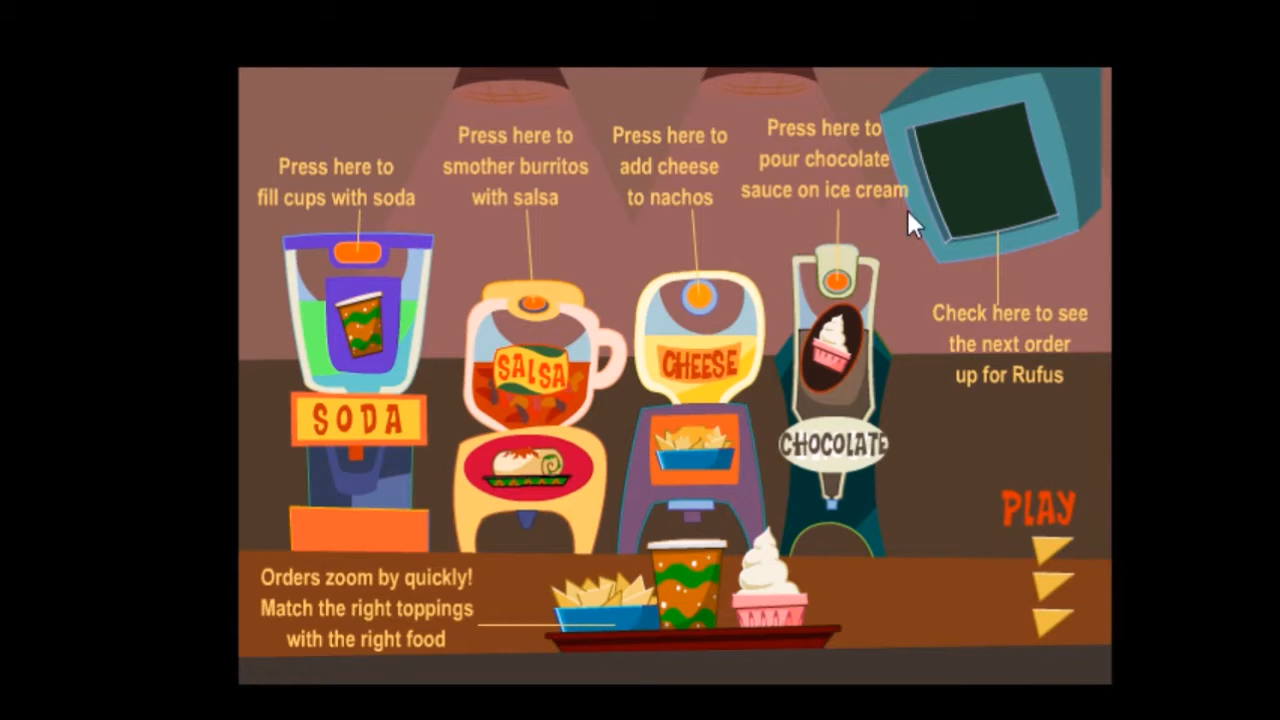 Press here to
fill cups with soda
Press here to
smother burritos
with salsa
Press here to
add cheese
to nachos
Press here to
pour chocolate
sauce on ice cream
Check here to see
the next order
up for Rufus
SALSA
CHEESE
SODA
CHOCOLATE
PLAY
Orders zoom by quickly!
Match the right toppings
with the right food